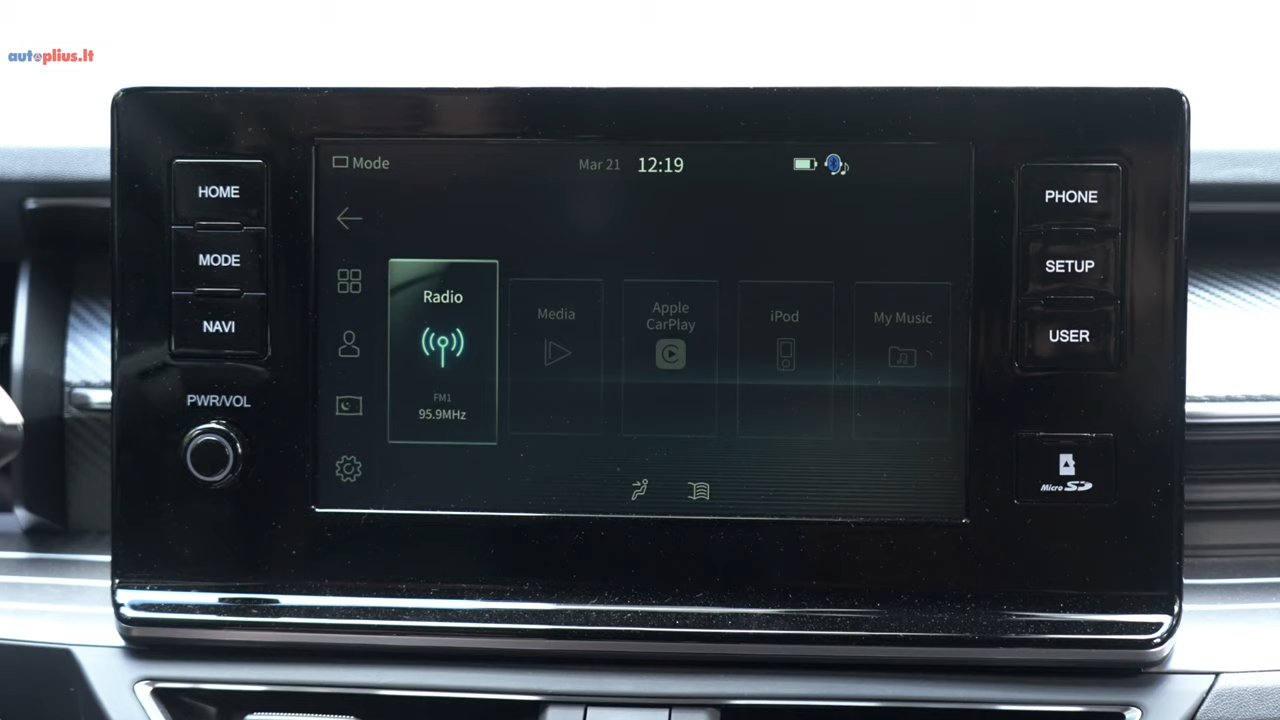 autoplius.lt
Mode
Mar 21 12:19
HOME
MODE
NAVI
PWR/VOL
Radio
FM1
95.9MHz
Media
Apple
CarPlay
iPod
My Music
PHONE
SETUP
USER
Micro SD